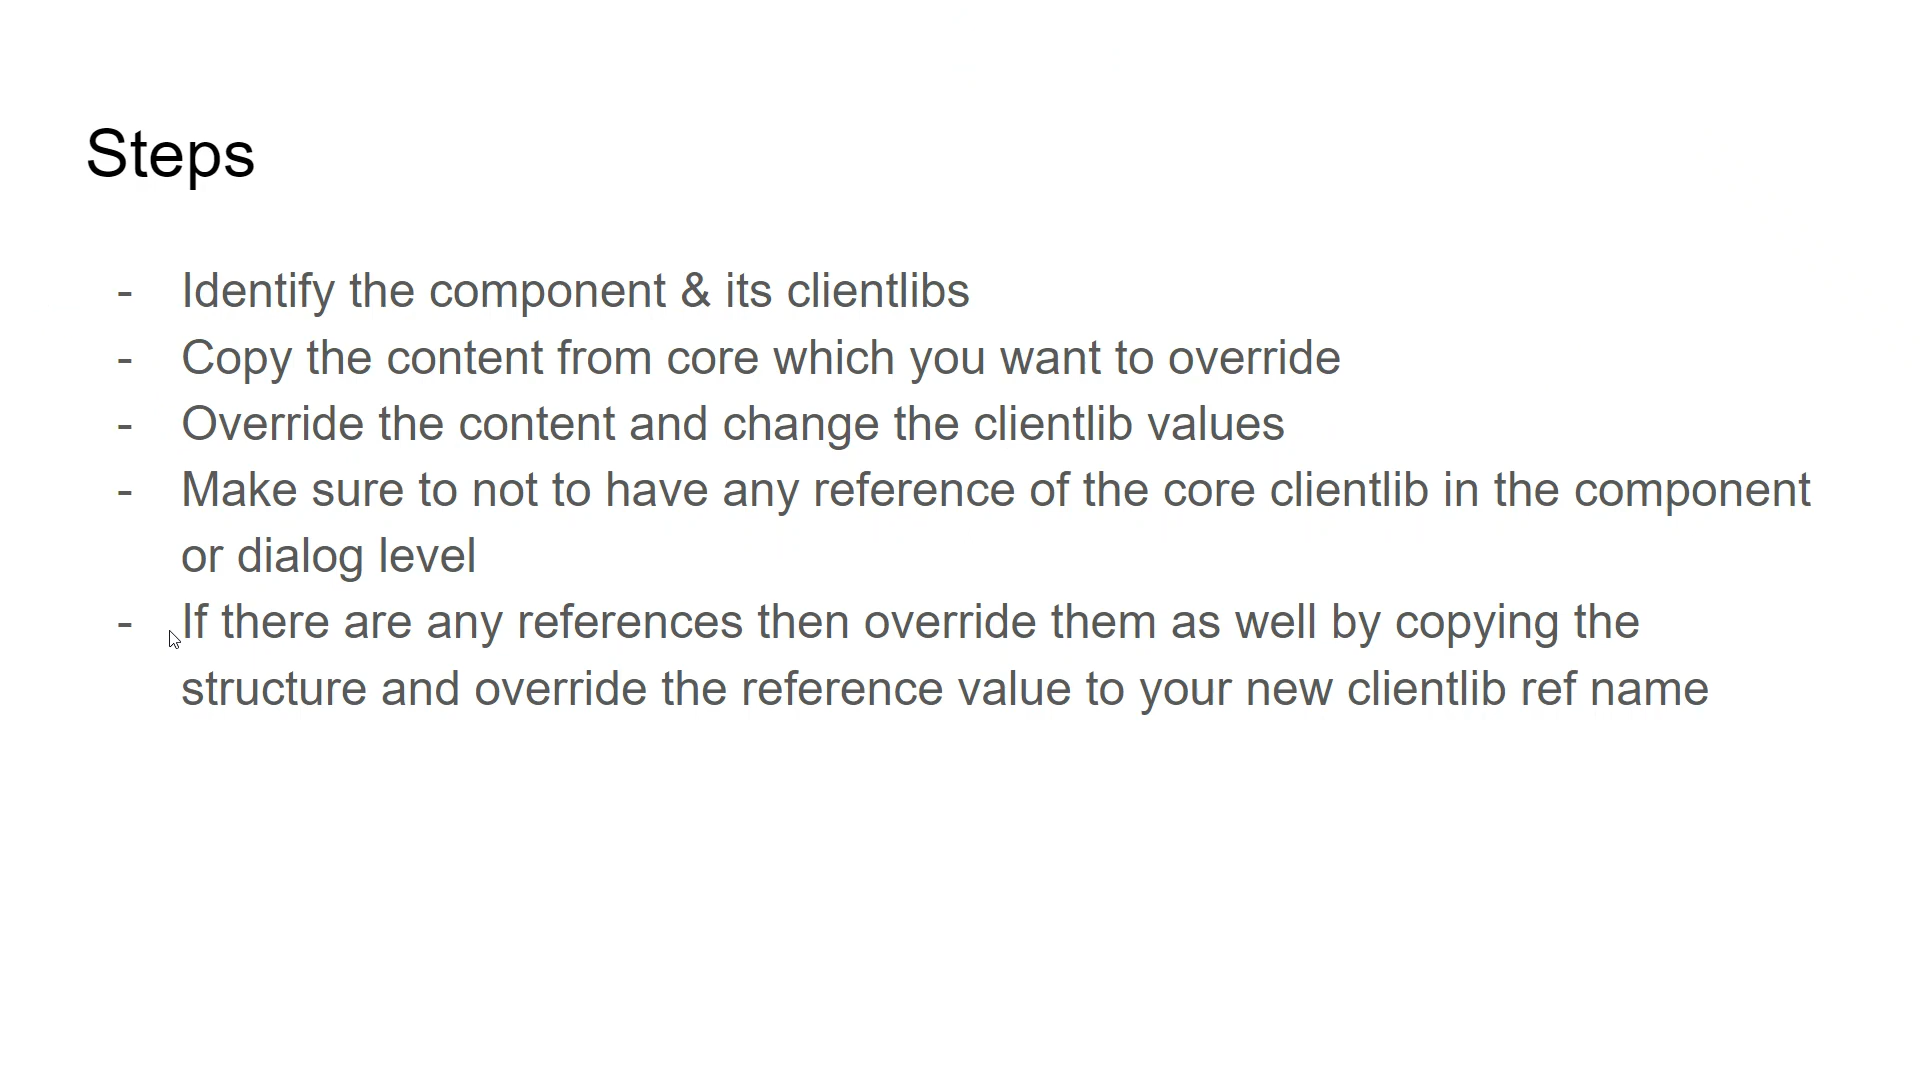 Steps
- Identify the component & its clientlibs
- Copy the content from core which you want to override
- Override the content and change the clientlib values
- Make sure to not to have any reference of the core clientlib in the component
or dialog level
- If there are any references then override them as well by copying the
structure and override the reference value to your new clientlib ref name